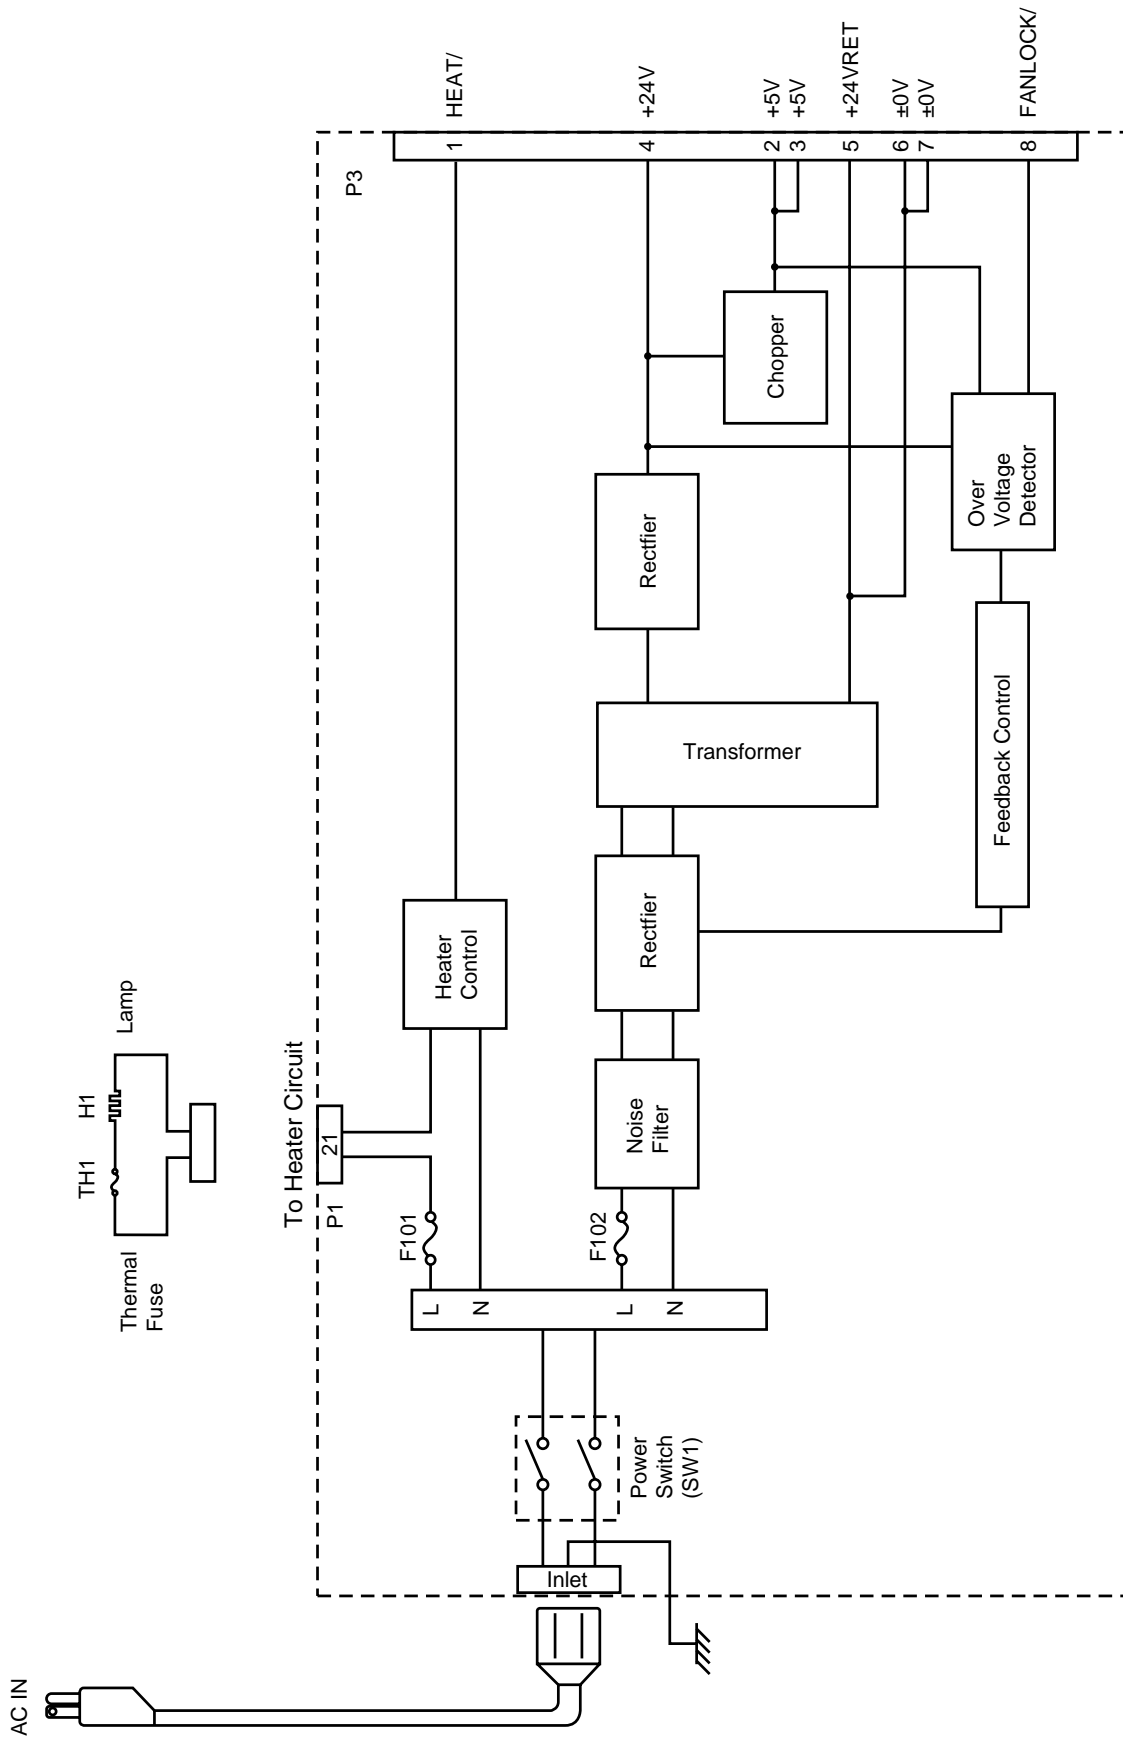 AC IN
Inlet
Power
Switch
(SW1)
L
N
L
N
F101
F102
Thermal
Fuse
TH1
H1
Lamp
To Heater Circuit
P1
21
Heater
Control
Noise
Filter
Rectfier
Transformer
Rectfier
Chopper
Feedback Control
Over
Voltage
Detector
P3
1
HEAT/
4
+24V
2
+5V
3
+5V
5
+24VRET
6
±0V
7
±0V
8
FANLOCK/